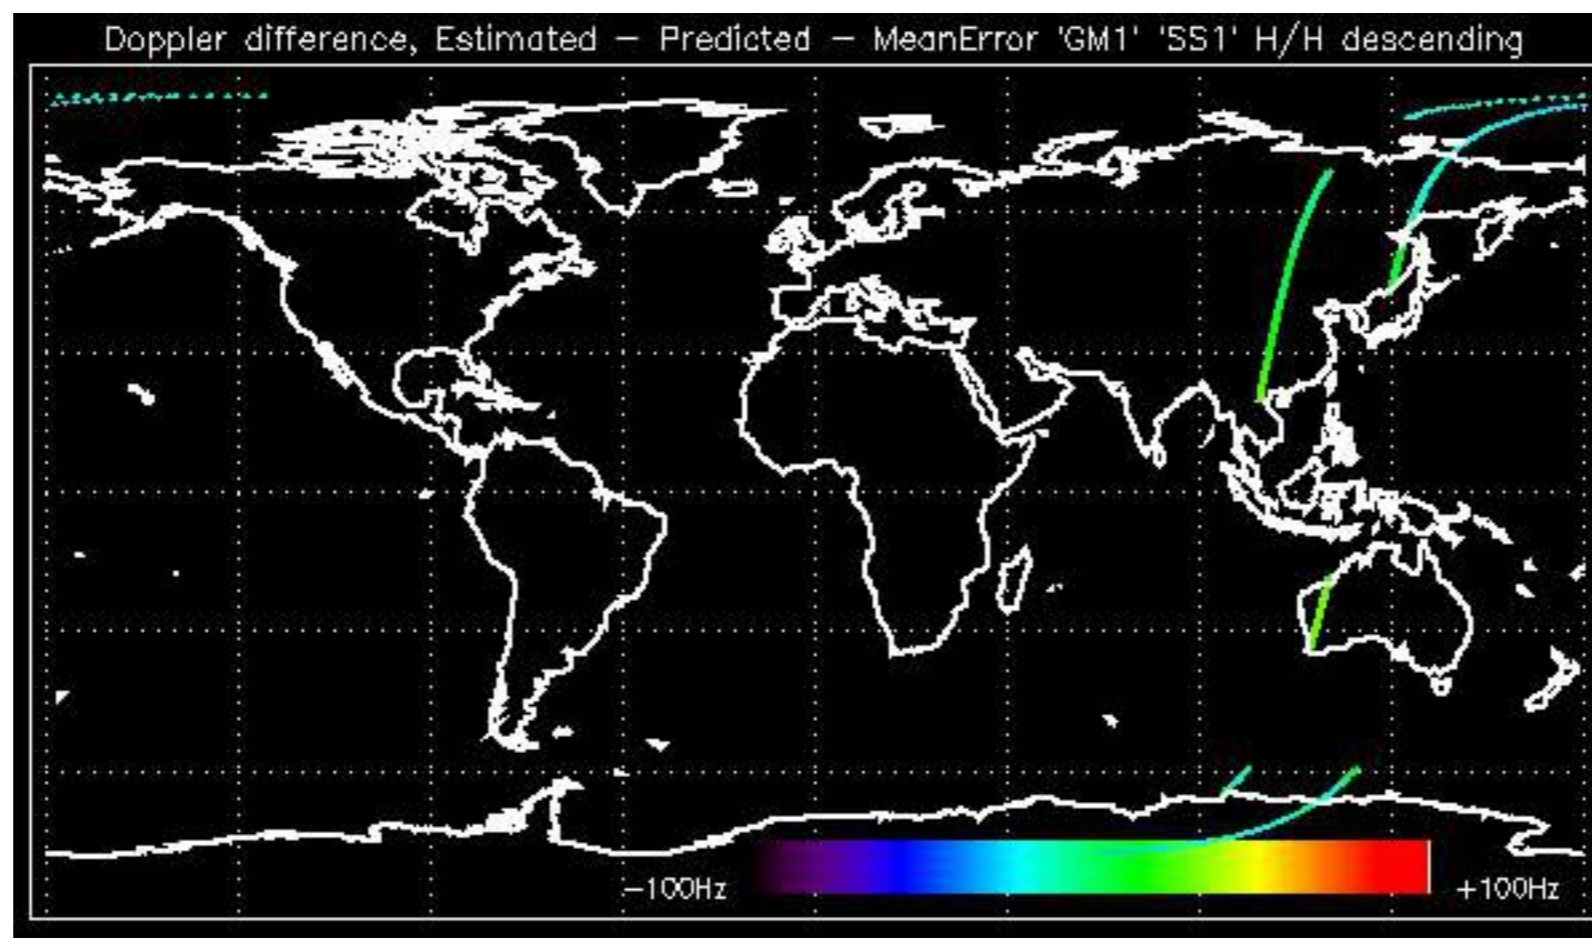 Doppler difference, Estimated – Predicted – MeanError 'GM1' 'SS1' H/H descending
–100Hz
+100Hz